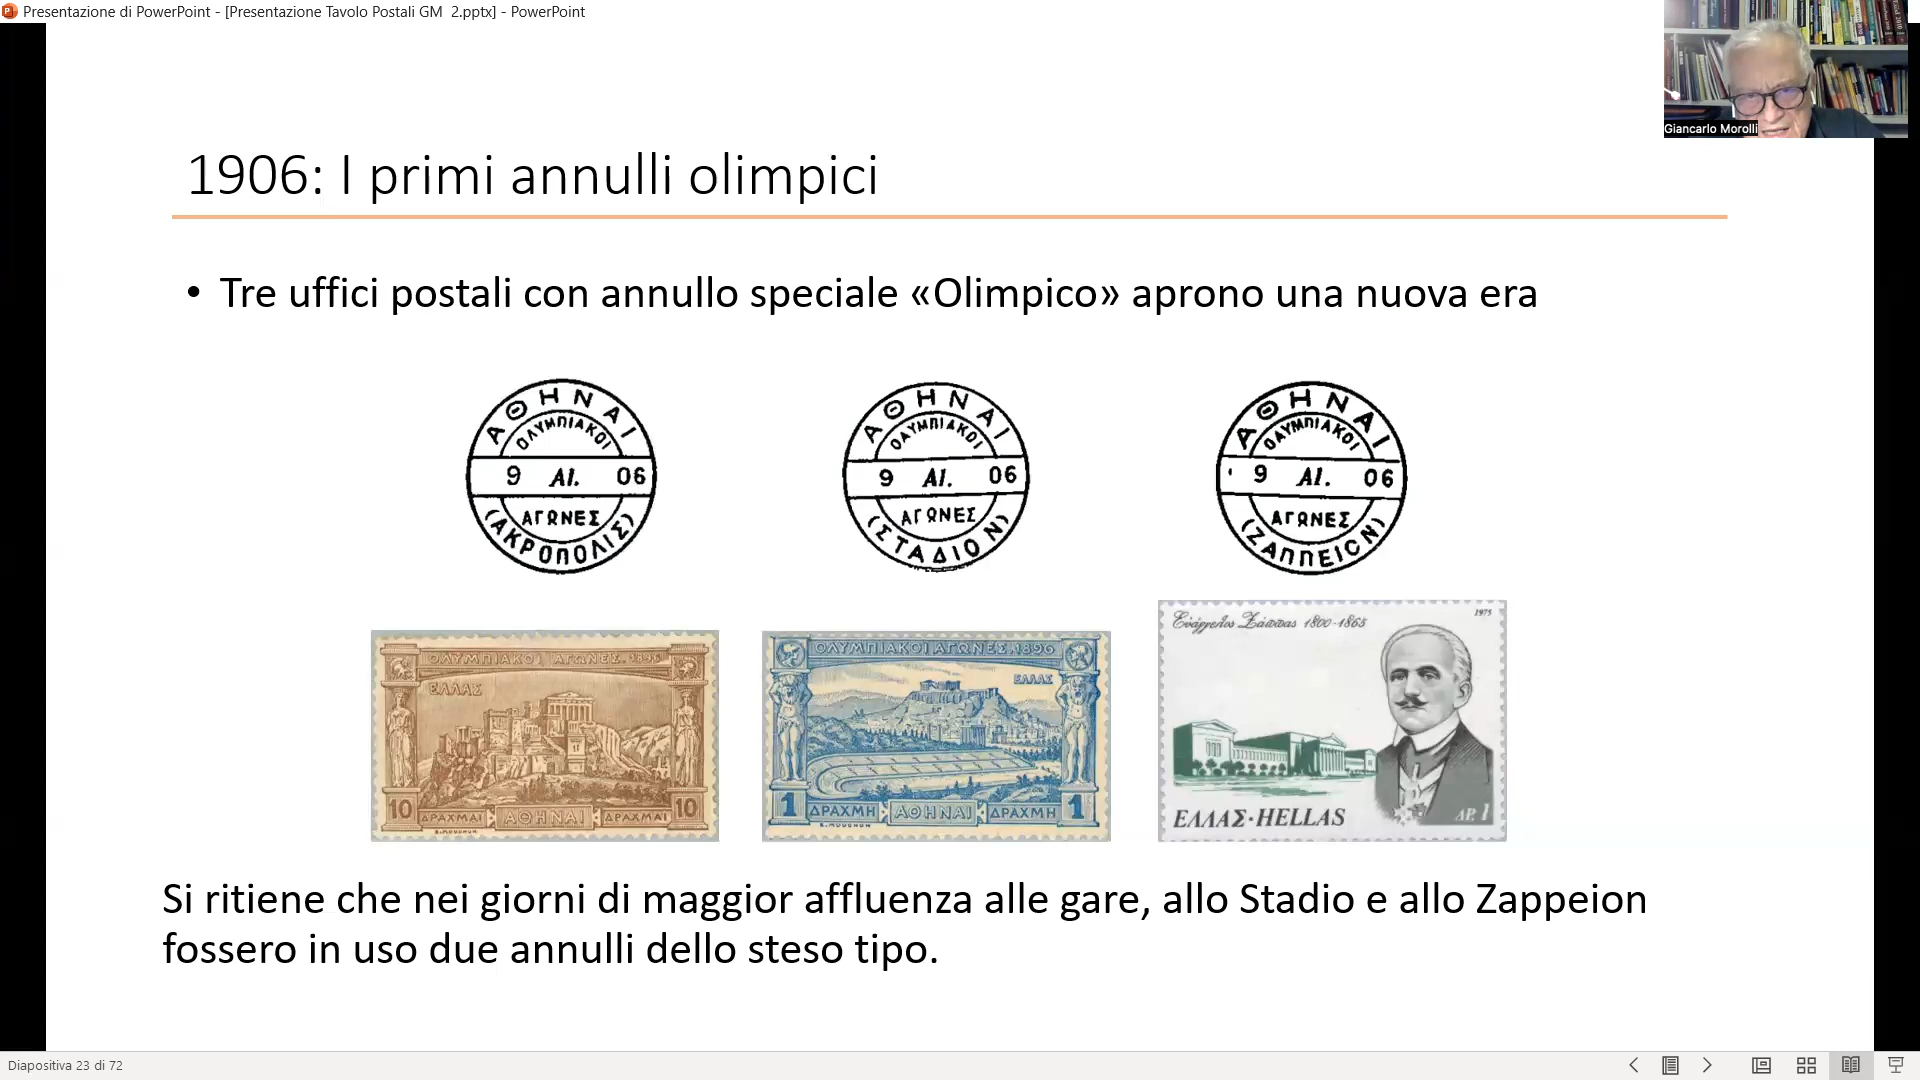 Presentazione di PowerPoint - [Presentazione Tavolo Postali GM  2.pptx] - PowerPoint
Giancarlo Morolli
1906: I primi annulli olimpici
• Tre uffici postali con annullo speciale «Olimpico» aprono una nuova era
ΑΘΗΝΑΙ
ΟΛΥΜΠΙΑΚΟΙ
9 ΑΙ. 06
ΑΓΩΝΕΣ
(ΑΚΡΟΠΟΛΙΣ)
ΑΘΗΝΑΙ
ΟΛΥΜΠΙΑΚΟΙ
9 ΑΙ. 06
ΑΓΩΝΕΣ
(ΣΤΑΔΙΟΝ)
ΑΘΗΝΑΙ
ΟΛΥΜΠΙΑΚΟΙ
9 ΑΙ. 06
ΑΓΩΝΕΣ
(ΖΑΠΠΕΙΟΝ)
ΟΛΥΜΠΙΑΚΟΙ ΑΓΩΝΕΣ.1896
ΕΛΛΑΣ
10 ΔΡΑΧΜΑΙ ΑΘΗΝΑΙ ΔΡΑΧΜΑΙ 10
ΟΛΥΜΠΙΑΚΟΙ ΑΓΩΝΕΣ.1896
ΕΛΛΑΣ
1 ΔΡΑΧΜΗ ΑΘΗΝΑΙ ΔΡΑΧΜΗ 1
1975
Εὐάγγελος Ζάππας 1800-1865
ΕΛΛΑΣ·HELLAS ΔΡ. 1
Si ritiene che nei giorni di maggior affluenza alle gare, allo Stadio e allo Zappeion
fossero in uso due annulli dello steso tipo.
Diapositiva 23 di 72